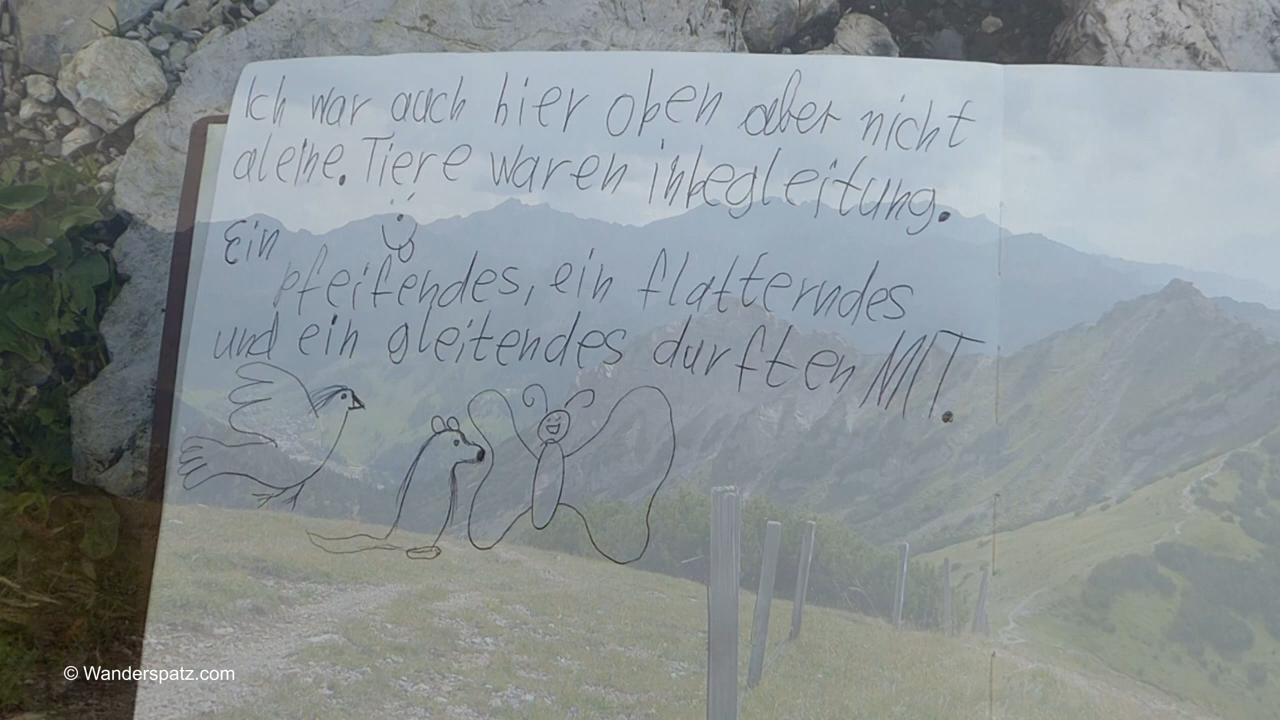 Ich war auch hier oben aber nicht
aleine. Tiere waren inbegleitung.
Ein
pfeifendes, ein flatterndes
und ein gleitendes durften MIT.
© Wanderspatz.com